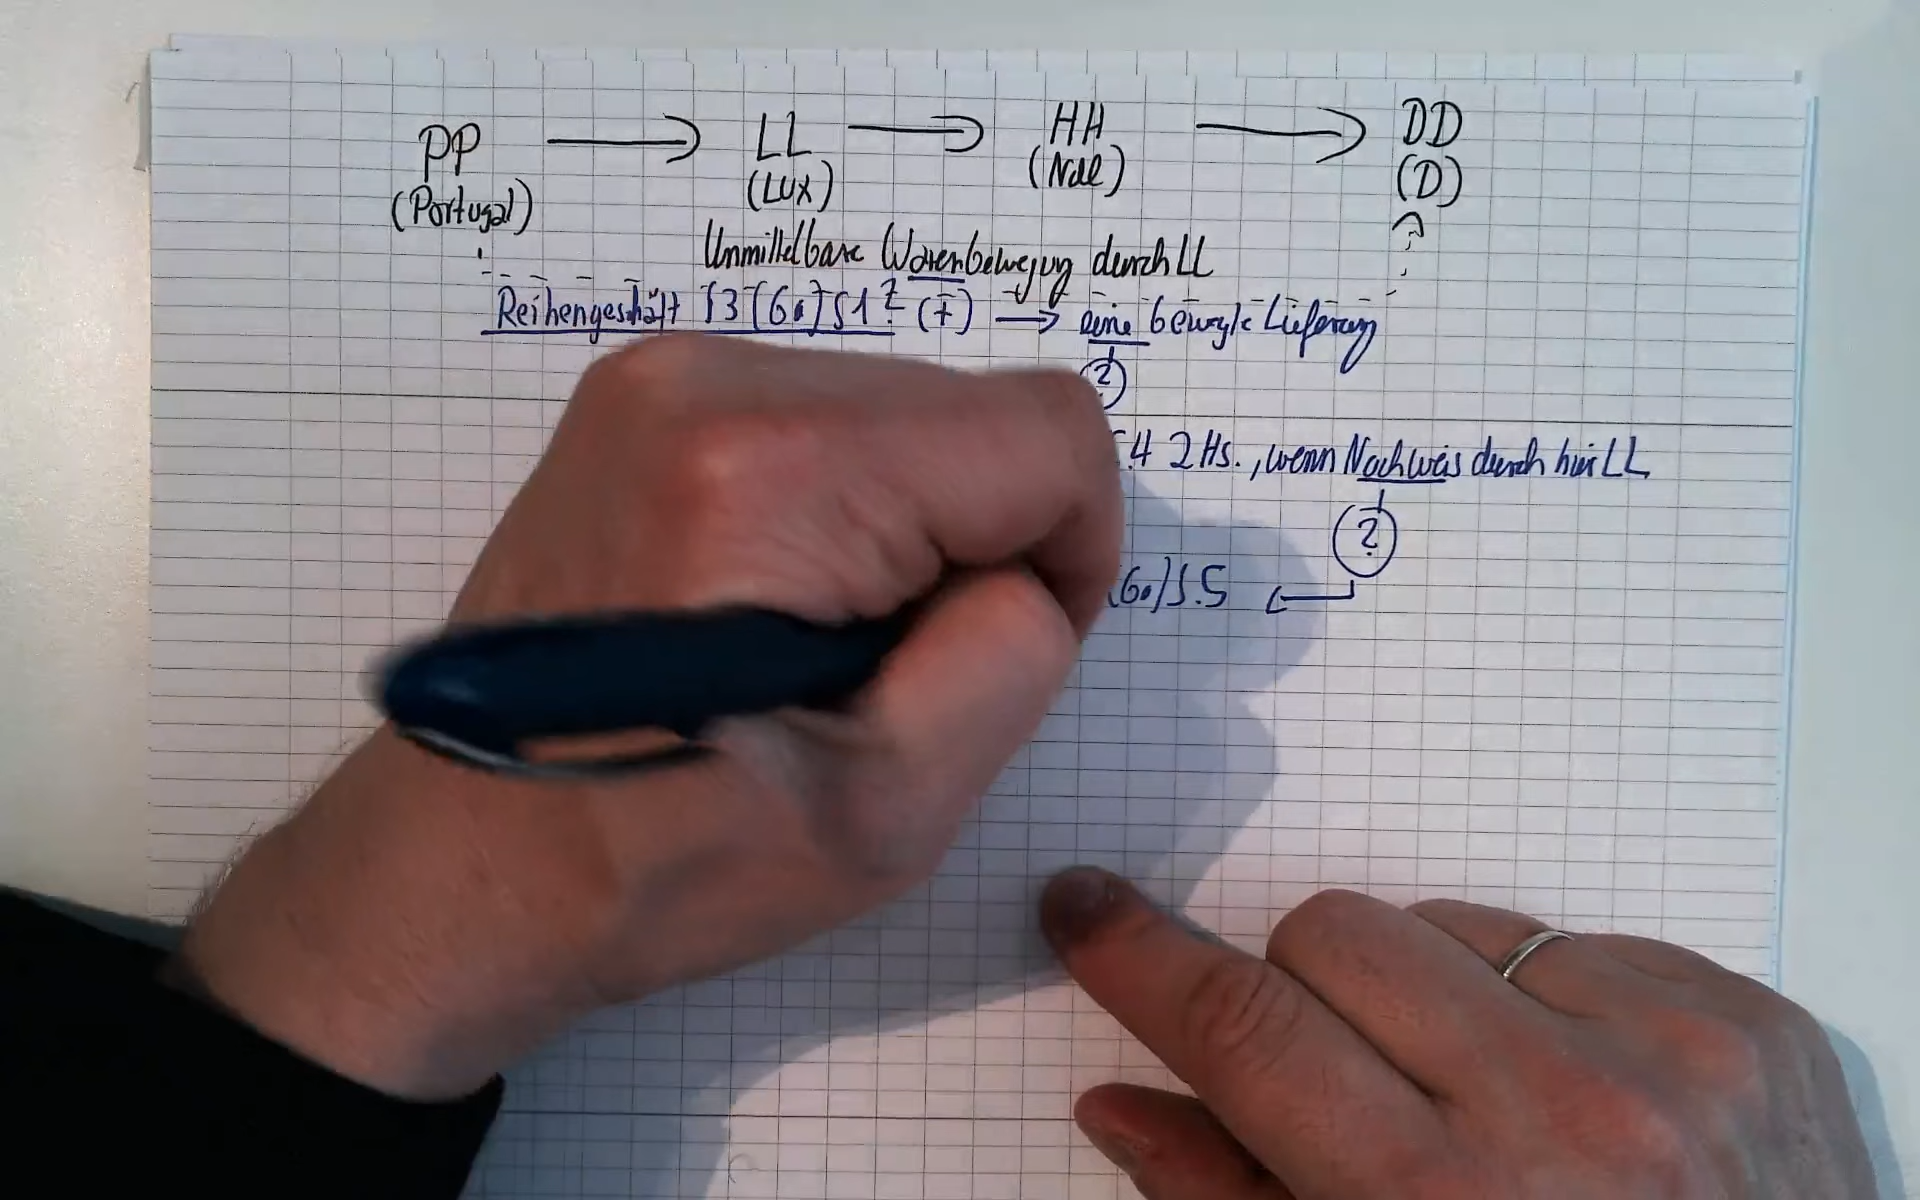 PP → LL → HH → DD
(Portugal) (Lux) (Ndl) (D)
Unmittelbare Warenbewegung durch LL
Reihengeschäft §3 (6a) S1? (+) → eine bewegte Lieferung
?
S.4 2 Hs., wenn Nachweis durch hier LL
?
(6a) S.5 ←